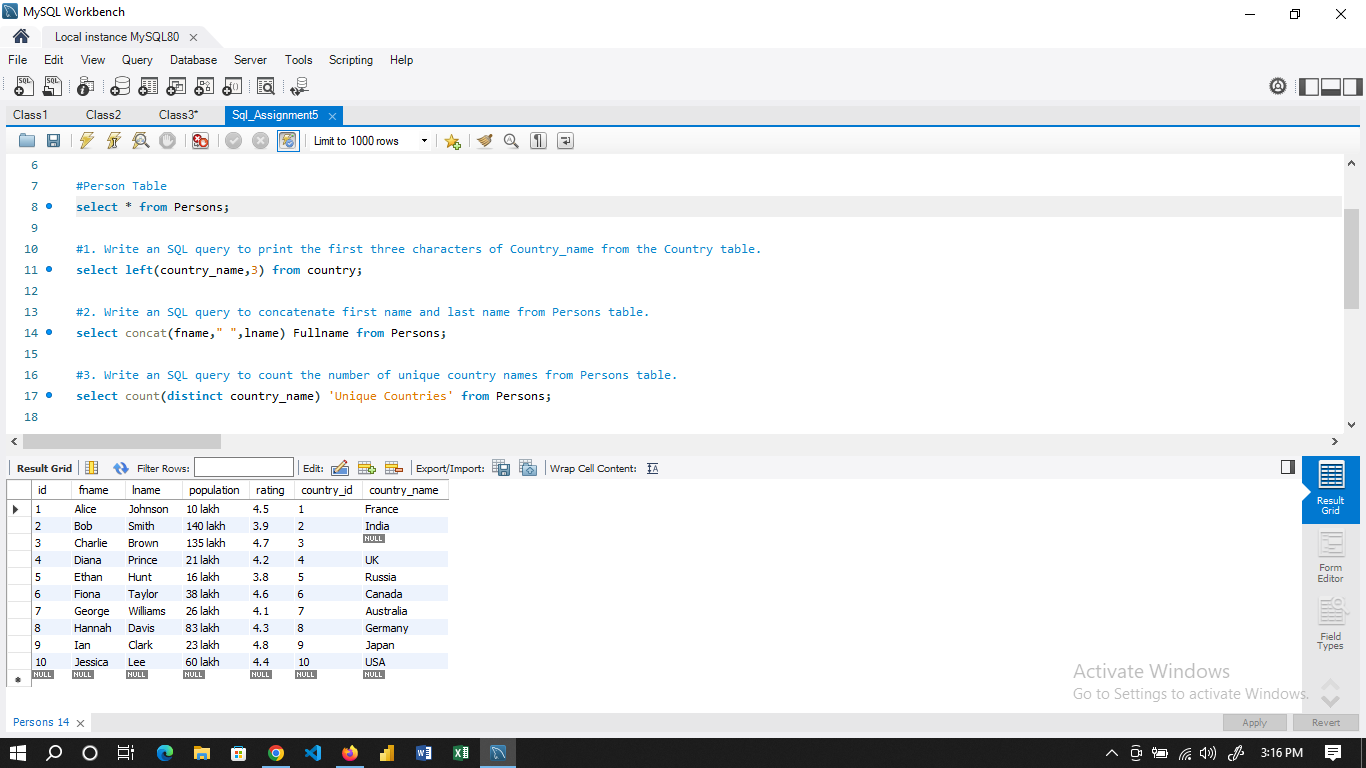 MySQL Workbench
Local instance MySQL80
File Edit View Query Database Server Tools Scripting Help
Class1 Class2 Class3* Sql_Assignment5
Limit to 1000 rows
6
7 #Person Table
8 select * from Persons;
9
10 #1. Write an SQL query to print the first three characters of Country_name from the Country table.
11 select left(country_name,3) from country;
12
13 #2. Write an SQL query to concatenate first name and last name from Persons table.
14 select concat(fname," ",lname) Fullname from Persons;
15
16 #3. Write an SQL query to count the number of unique country names from Persons table.
17 select count(distinct country_name) 'Unique Countries' from Persons;
18
Result Grid Filter Rows: Edit: Export/Import: Wrap Cell Content:
id fname lname population rating country_id country_name
1 Alice Johnson 10 lakh 4.5 1 France
2 Bob Smith 140 lakh 3.9 2 India
3 Charlie Brown 135 lakh 4.7 3 NULL
4 Diana Prince 21 lakh 4.2 4 UK
5 Ethan Hunt 16 lakh 3.8 5 Russia
6 Fiona Taylor 38 lakh 4.6 6 Canada
7 George Williams 26 lakh 4.1 7 Australia
8 Hannah Davis 83 lakh 4.3 8 Germany
9 Ian Clark 23 lakh 4.8 9 Japan
10 Jessica Lee 60 lakh 4.4 10 USA
NULL NULL NULL NULL NULL NULL NULL
Result
Grid
Form
Editor
Field
Types
Activate Windows
Go to Settings to activate Windows.
Persons 14
Apply Revert
3:16 PM